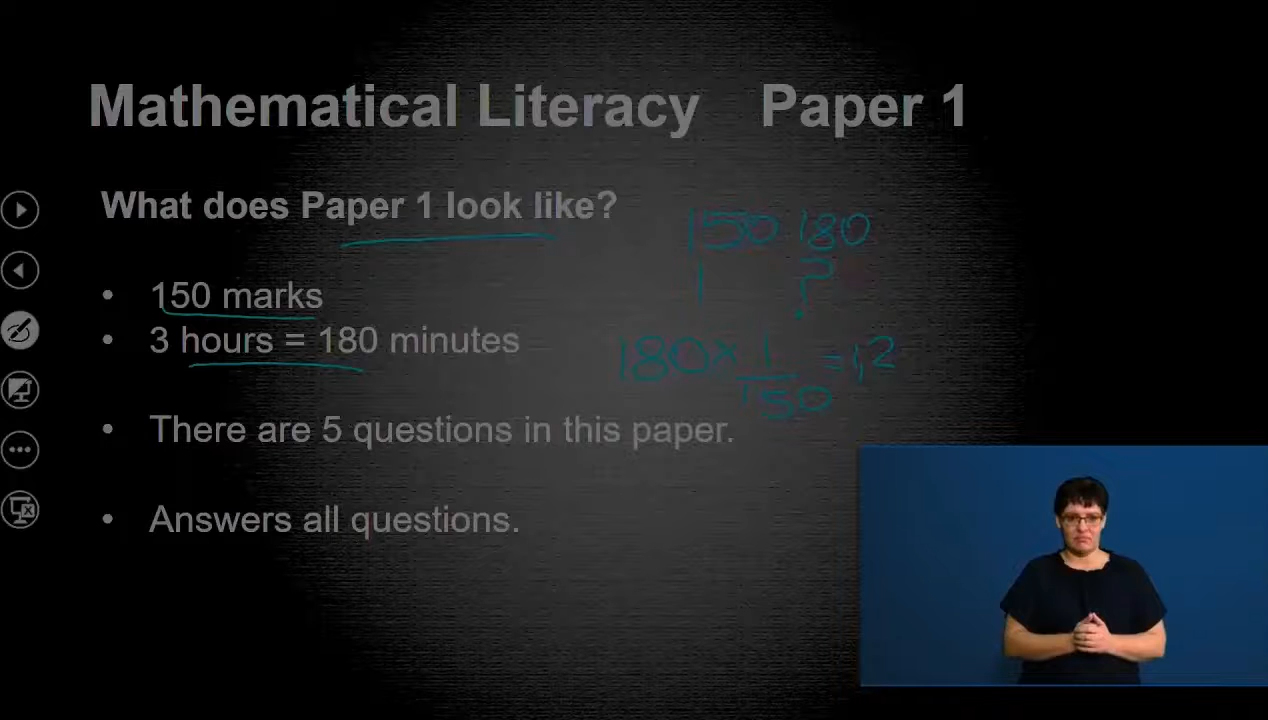 Mathematical Literacy Paper 1
What does Paper 1 look like?
150 180
• 150 marks
1 ?
• 3 hours = 180 minutes
180 × 1/150 = 1,2
• There are 5 questions in this paper.
• Answers all questions.